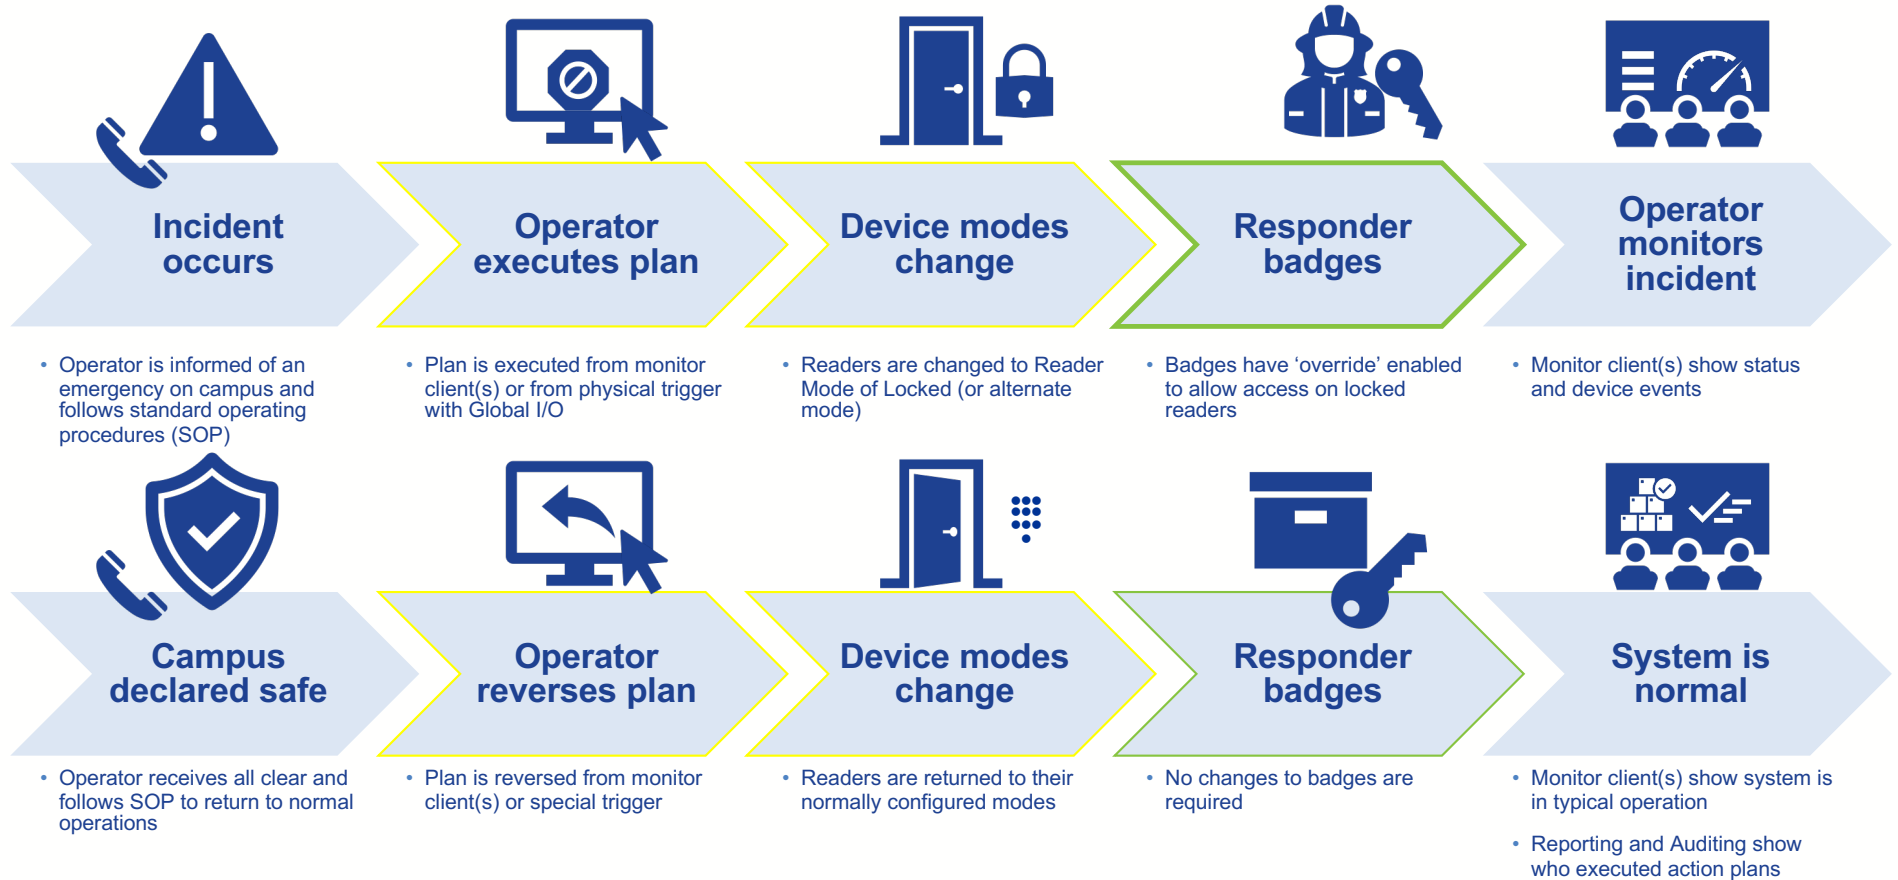 Incident
occurs
Operator
executes plan
Device modes
change
Responder
badges
Operator
monitors
incident
• Operator is informed of an
emergency on campus and
follows standard operating
procedures (SOP)
• Plan is executed from monitor
client(s) or from physical trigger
with Global I/O
• Readers are changed to Reader
Mode of Locked (or alternate
mode)
• Badges have ‘override’ enabled
to allow access on locked
readers
• Monitor client(s) show status
and device events
Campus
declared safe
Operator
reverses plan
Device modes
change
Responder
badges
System is
normal
• Operator receives all clear and
follows SOP to return to normal
operations
• Plan is reversed from monitor
client(s) or special trigger
• Readers are returned to their
normally configured modes
• No changes to badges are
required
• Monitor client(s) show system is
in typical operation
• Reporting and Auditing show
who executed action plans